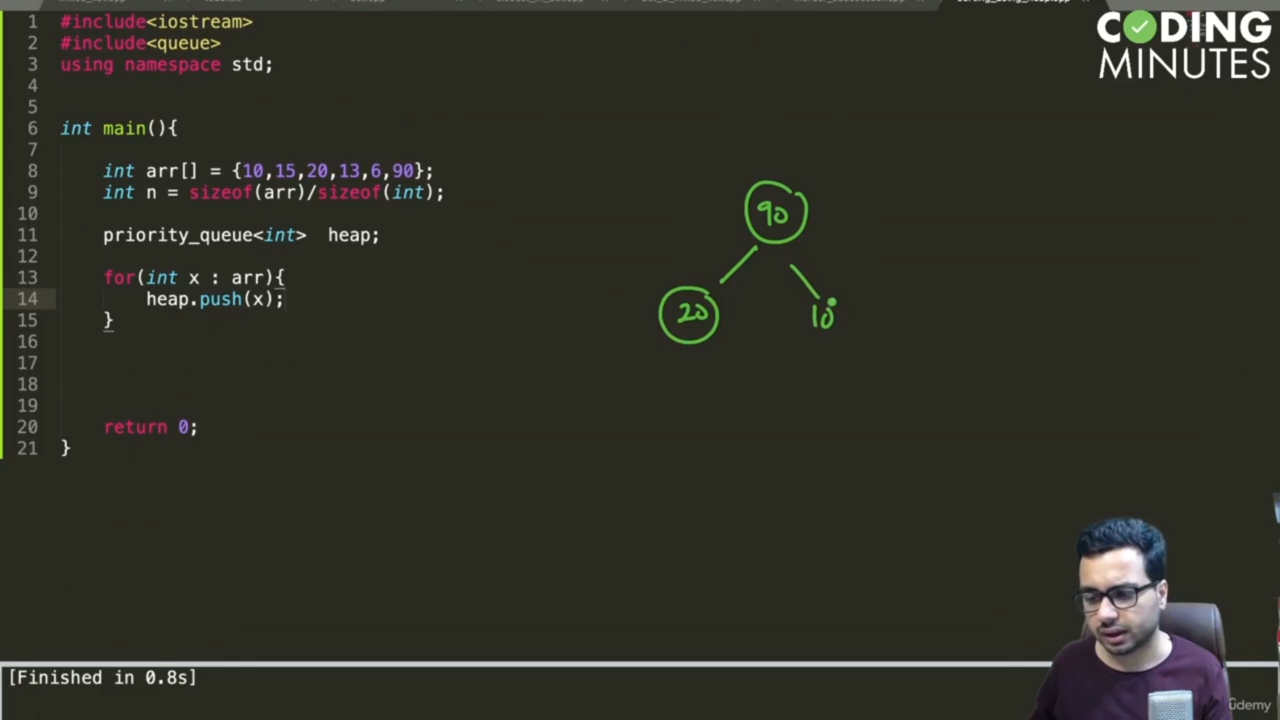 CODING
MINUTES
1 #include<iostream>
2 #include<queue>
3 using namespace std;
4
5
6 int main(){
7
8 int arr[] = {10,15,20,13,6,90};
9 int n = sizeof(arr)/sizeof(int);
10
11 priority_queue<int> heap;
12
13 for(int x : arr){
14 heap.push(x);
15 }
16
17
18
19
20 return 0;
21 }
90
20
10
[Finished in 0.8s]
ûdemy